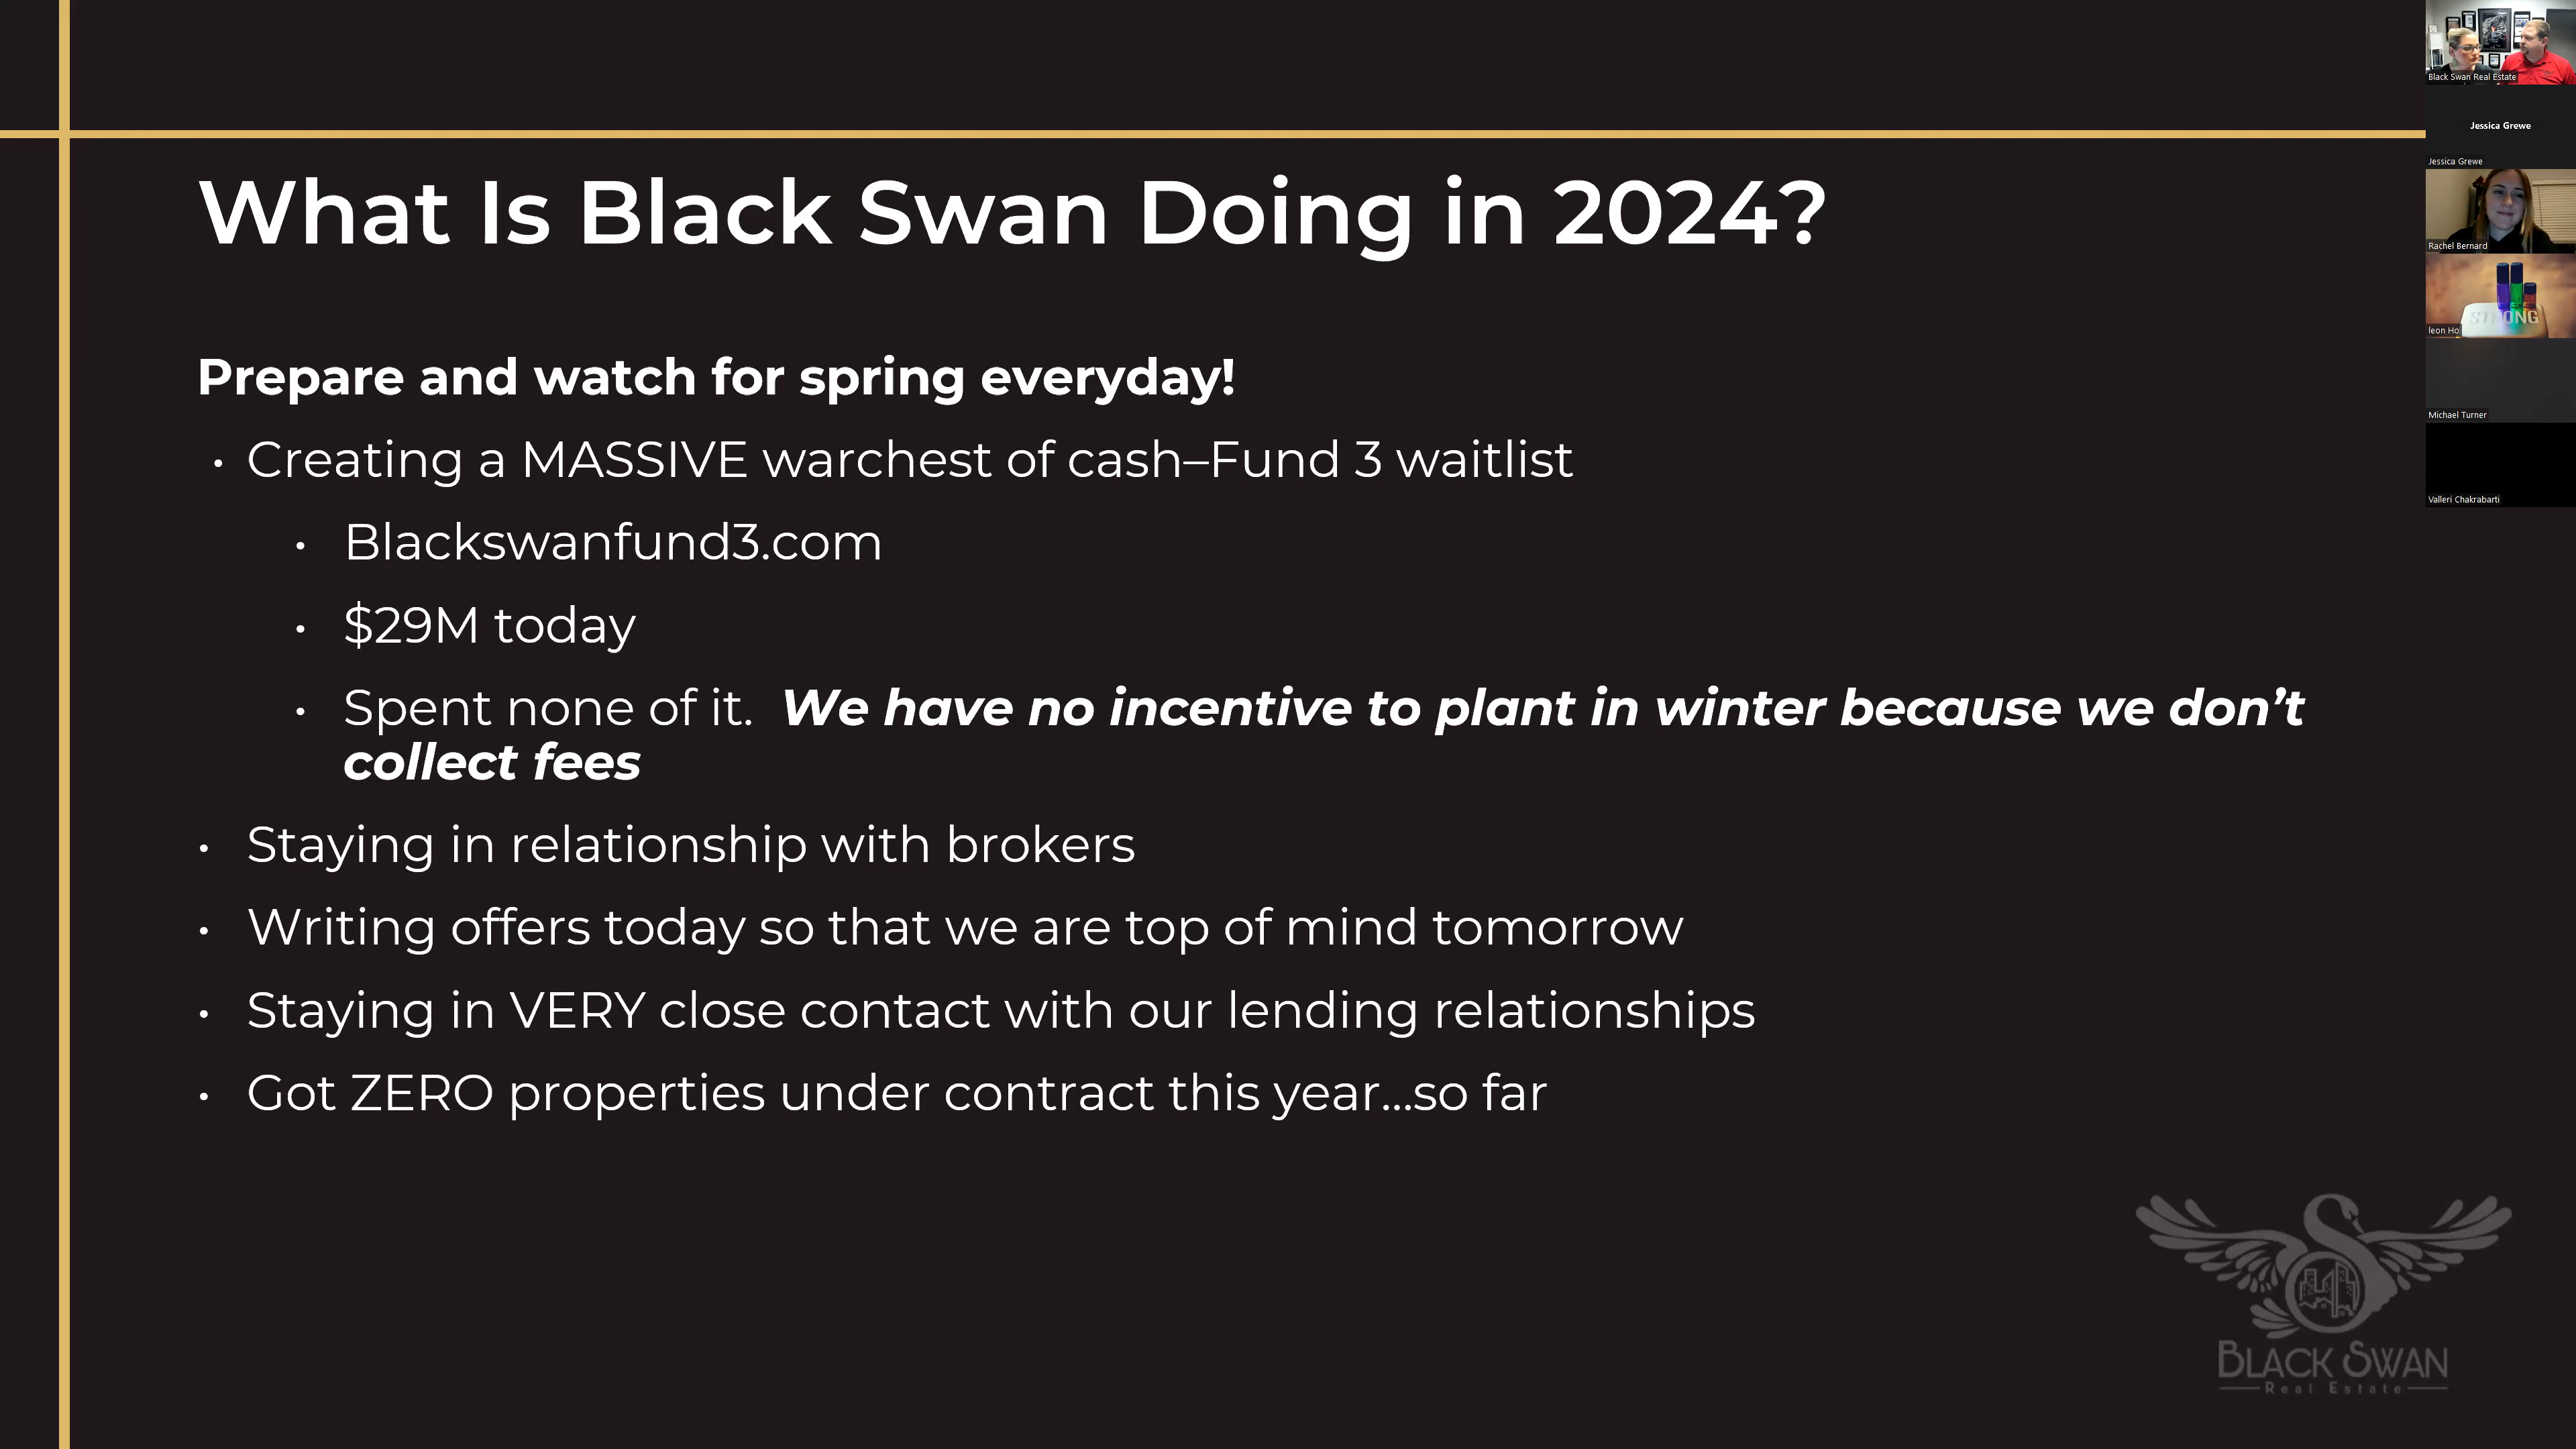 What Is Black Swan Doing in 2024?
Prepare and watch for spring everyday!
• Creating a MASSIVE warchest of cash–Fund 3 waitlist
• Blackswanfund3.com
• $29M today
• Spent none of it.  We have no incentive to plant in winter because we don’t
collect fees
• Staying in relationship with brokers
• Writing offers today so that we are top of mind tomorrow
• Staying in VERY close contact with our lending relationships
• Got ZERO properties under contract this year...so far
BLACK SWAN
Real Estate
Black Swan Real Estate
Jessica Grewe
Jessica Grewe
Rachel Bernard
STRONG
leon Ho
Michael Turner
Valleri Chakrabarti